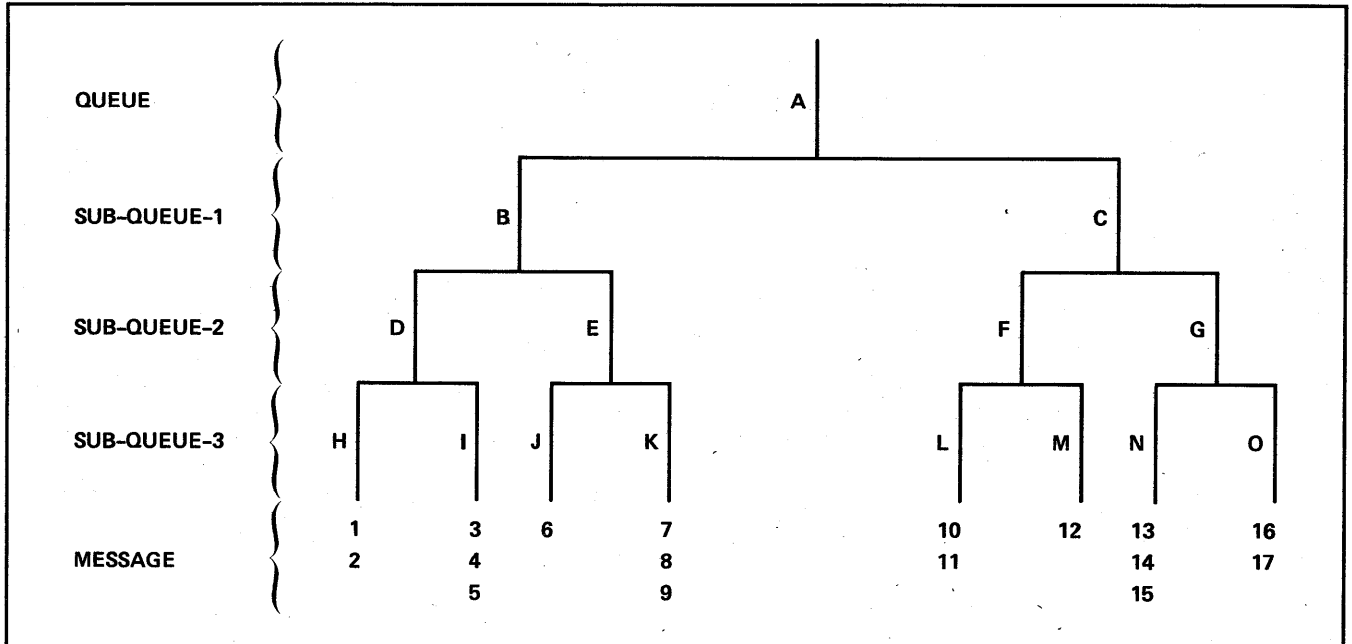 QUEUE A
SUB-QUEUE-1 B C
SUB-QUEUE-2 D E F G
SUB-QUEUE-3 H I J K L M N O
1 3 6 7 10 12 13 16
MESSAGE 2 4 8 11 14 17
5 9 15